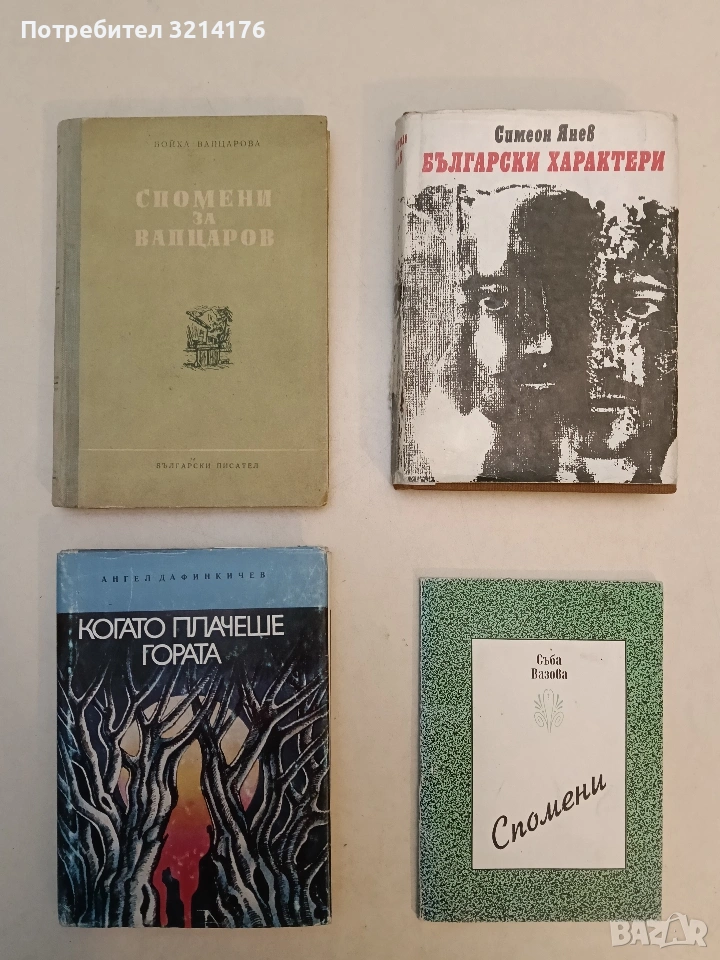 Потребител 3214176
БОЙКА ВАПЦАРОВА
СПОМЕНИ
ЗА
ВАПЦАРОВ
БЪЛГАРСКИ ПИСАТЕЛ
Симеон Янев
БЪЛГАРСКИ ХАРАКТЕРИ
АНГЕЛ ДАФИНКИЧЕВ
КОГАТО ПЛАЧЕШЕ
ГОРАТА
Съба
Вазова
Спомени
BAZAR